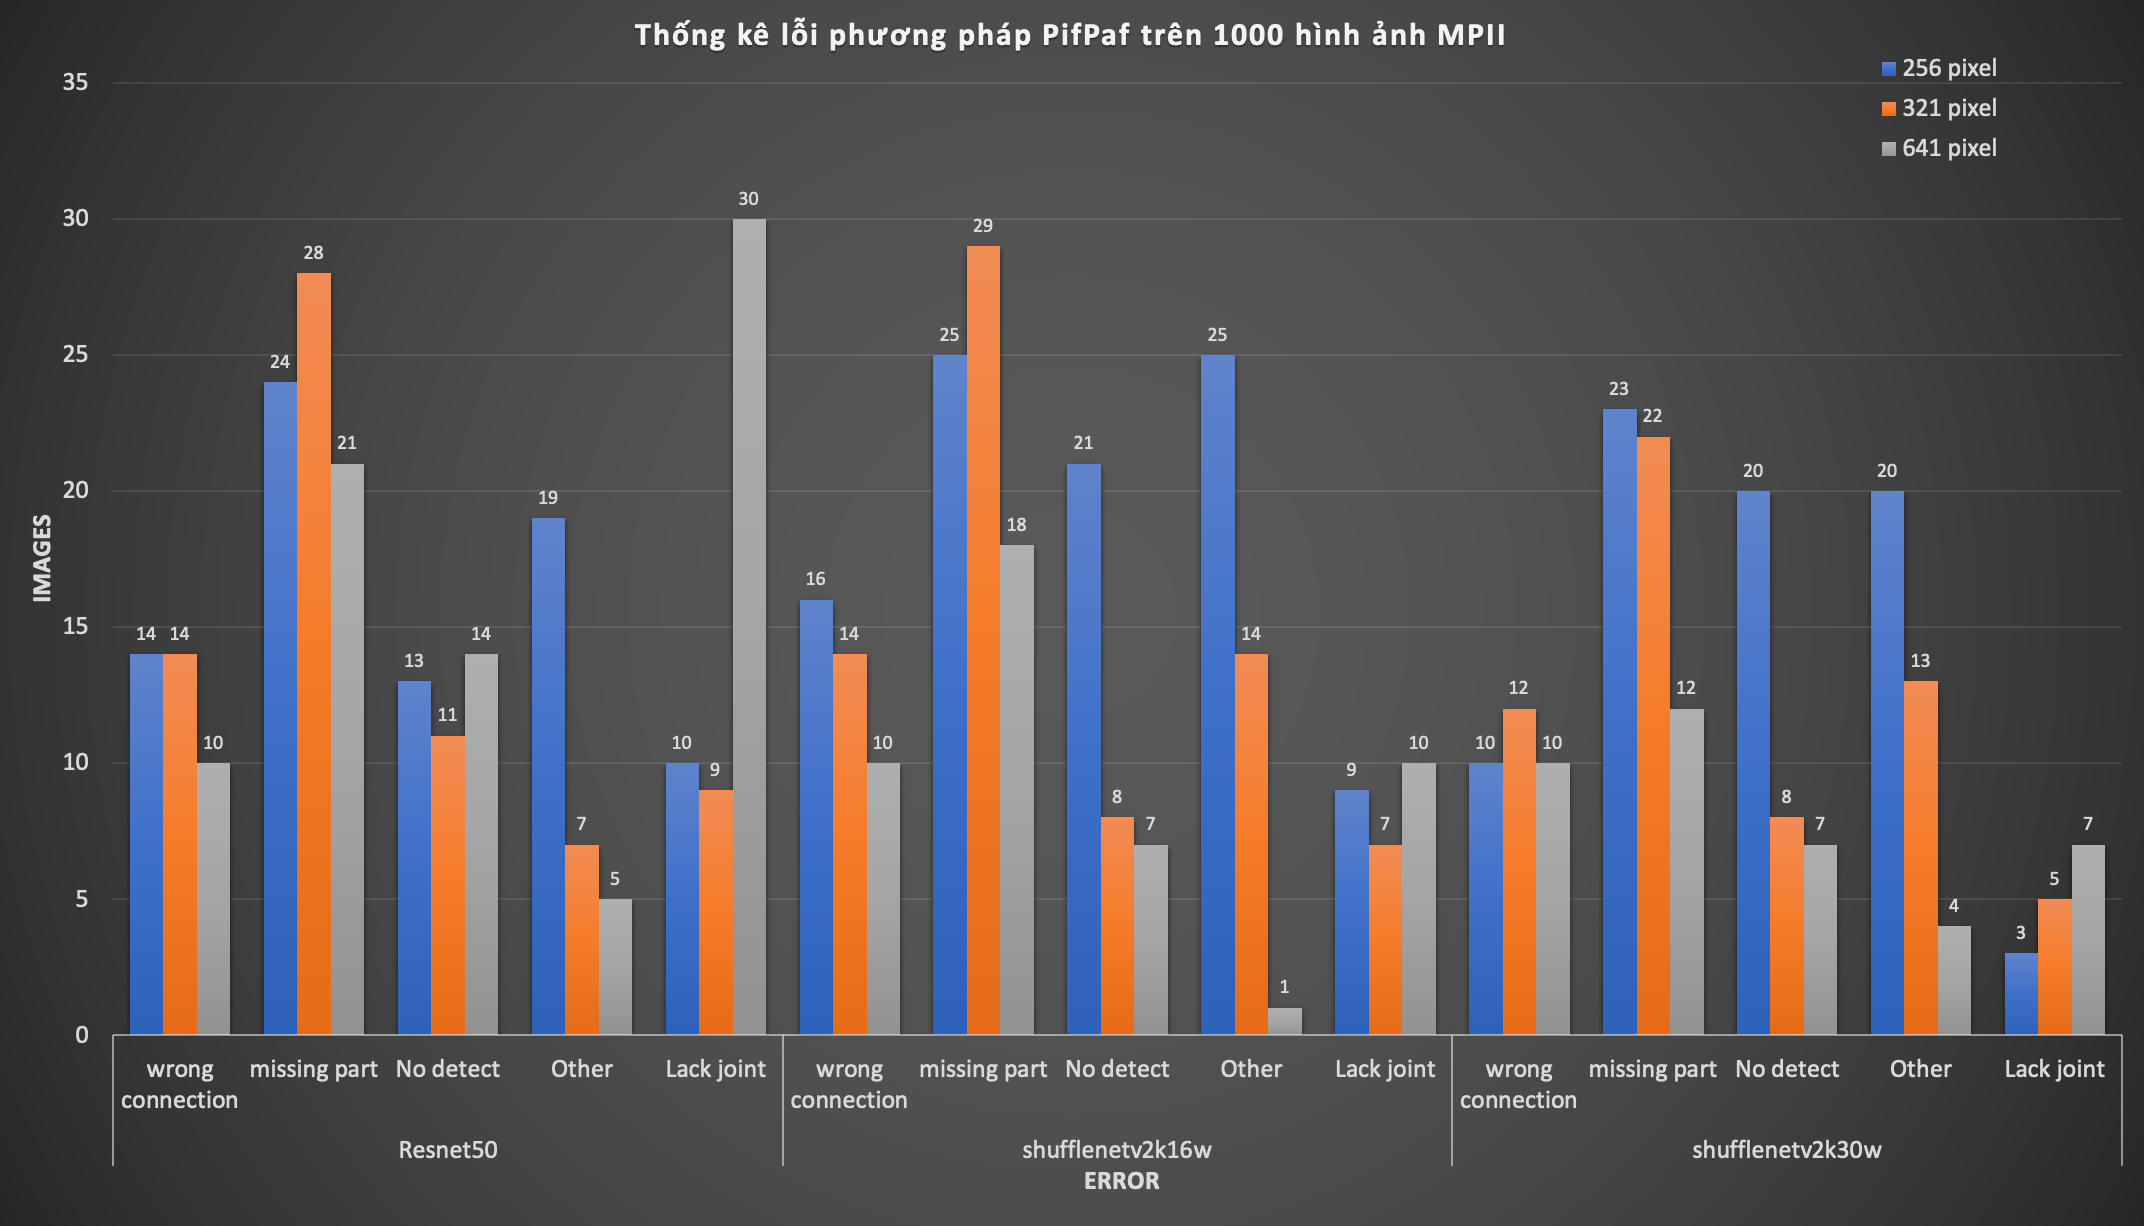 Thống kê lỗi phương pháp PifPaf trên 1000 hình ảnh MPII
256 pixel
321 pixel
641 pixel
35
30
25
20
15
10
5
0
IMAGES
14 14 10
24 28 21
13 11 14
19 7 5
10 9 30
16 14 10
25 29 18
21 8 7
25 14 1
9 7 10
10 12 10
23 22 12
20 8 7
20 13 4
3 5 7
wrong connection missing part No detect Other Lack joint
wrong connection missing part No detect Other Lack joint
wrong connection missing part No detect Other Lack joint
Resnet50 shufflenetv2k16w shufflenetv2k30w
ERROR